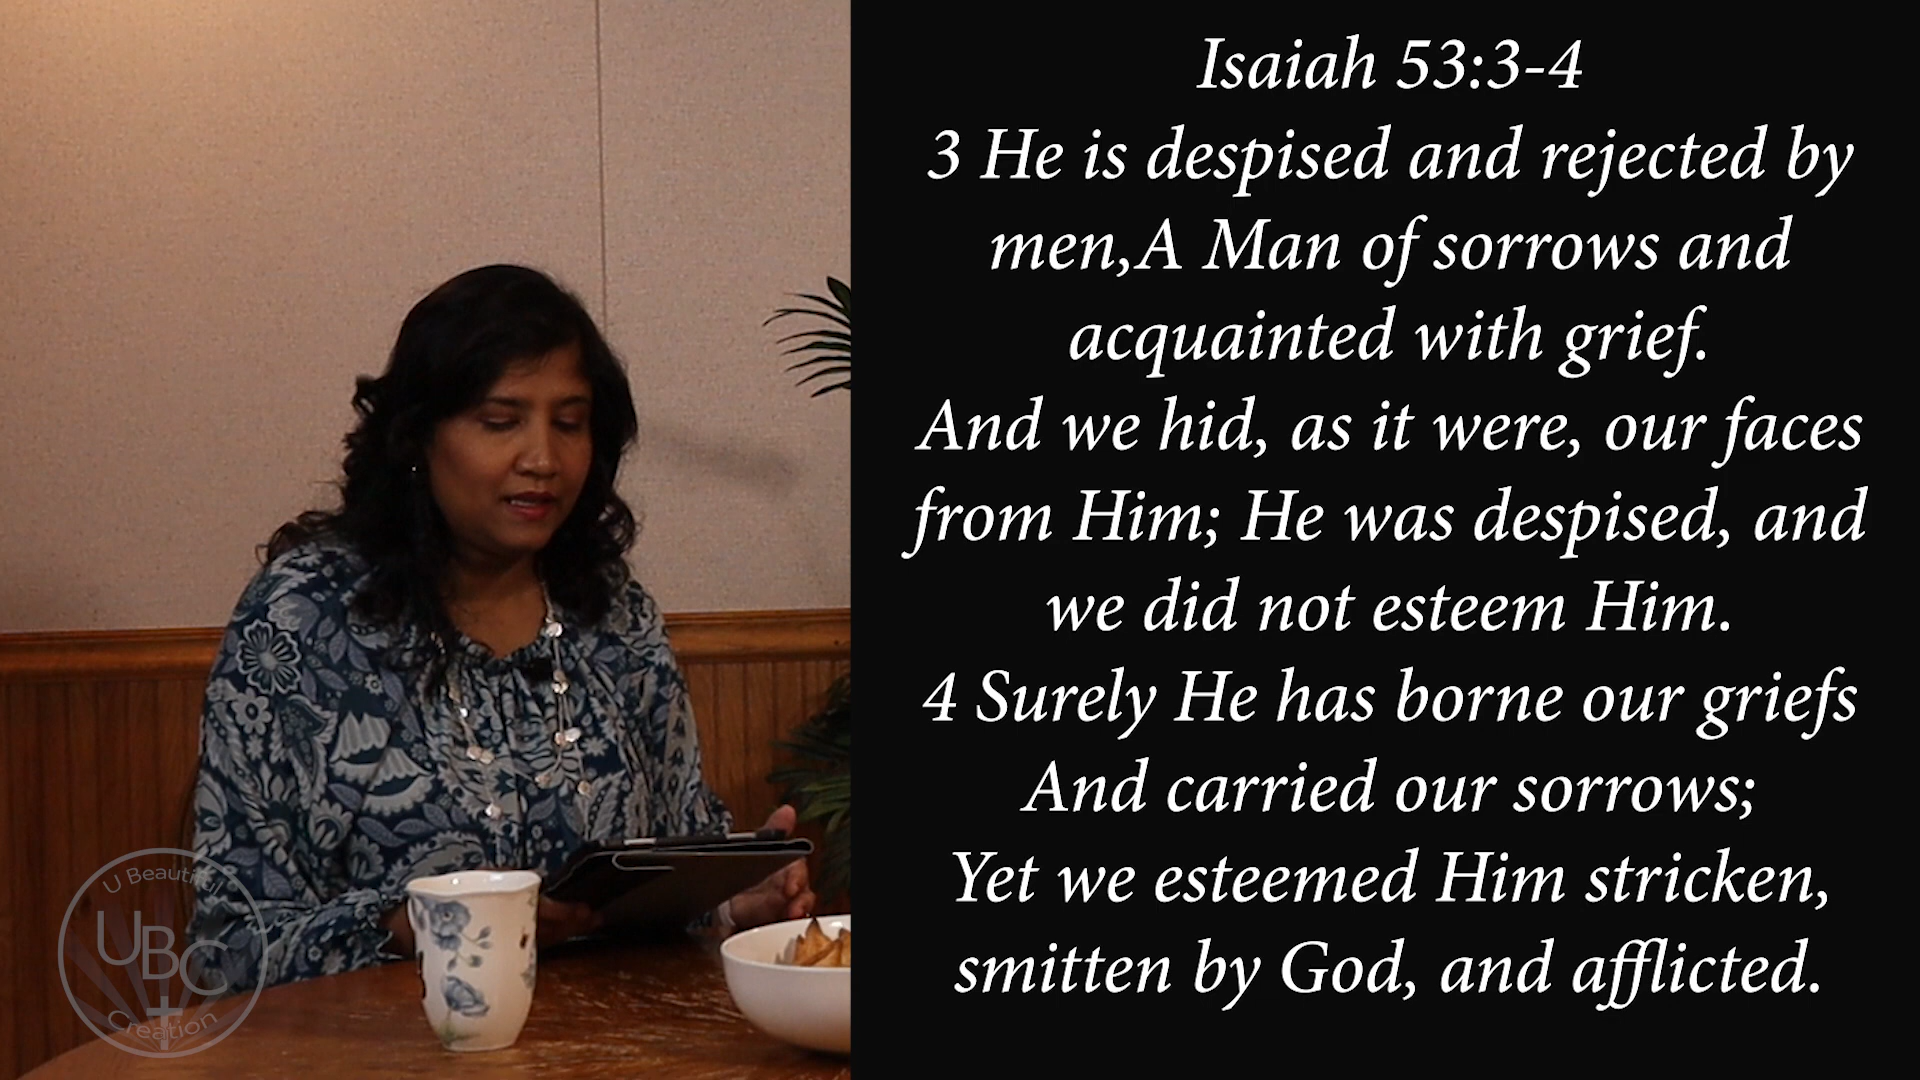 Isaiah 53:3-4
3 He is despised and rejected by
men,A Man of sorrows and
acquainted with grief.
And we hid, as it were, our faces
from Him; He was despised, and
we did not esteem Him.
4 Surely He has borne our griefs
And carried our sorrows;
Yet we esteemed Him stricken,
smitten by God, and afflicted.
U Beautiful
UBC
Creation